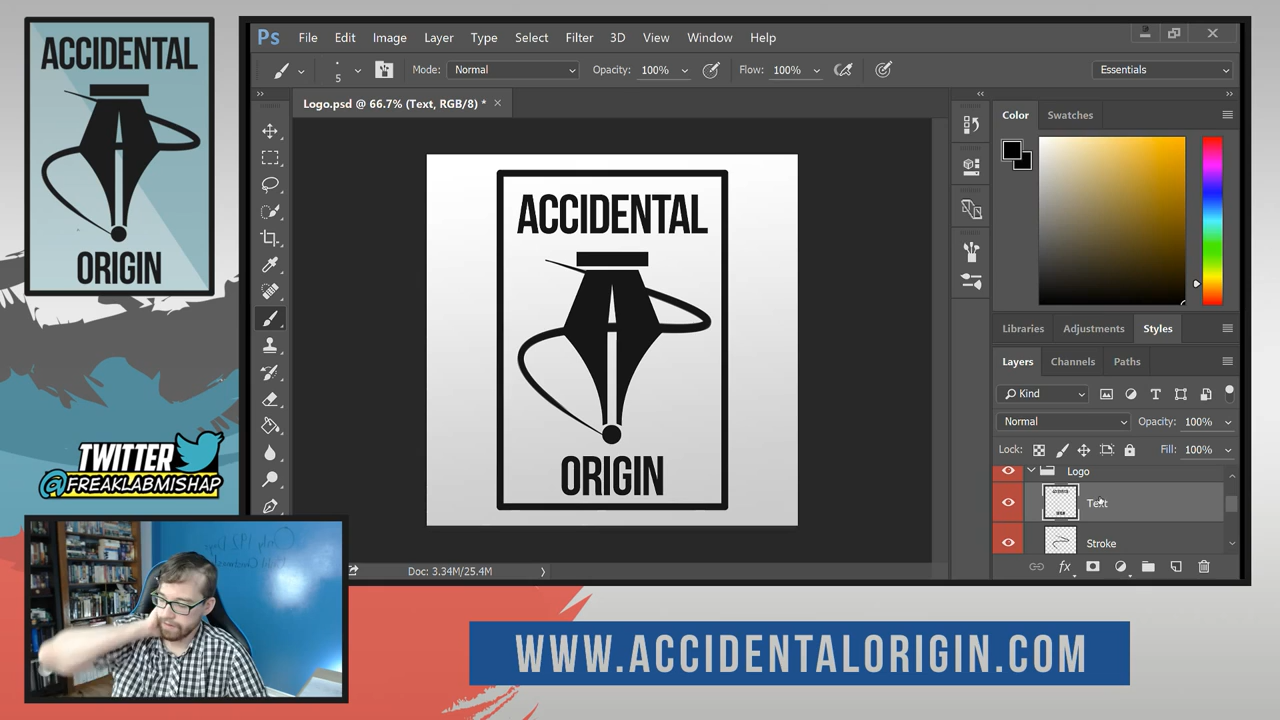 ACCIDENTAL
ORIGIN
TWITTER
@FREAKLABMISHAP
Ps File Edit Image Layer Type Select Filter 3D View Window Help
5 Mode: Normal Opacity: 100% Flow: 100% Essentials
Logo.psd @ 66.7% (Text, RGB/8) * ×
ACCIDENTAL
ORIGIN
Doc: 3.34M/25.4M
Color Swatches
Libraries Adjustments Styles
Layers Channels Paths
Kind
Normal Opacity: 100%
Lock: Fill: 100%
Logo
Text
Stroke
fx
WWW.ACCIDENTALORIGIN.COM